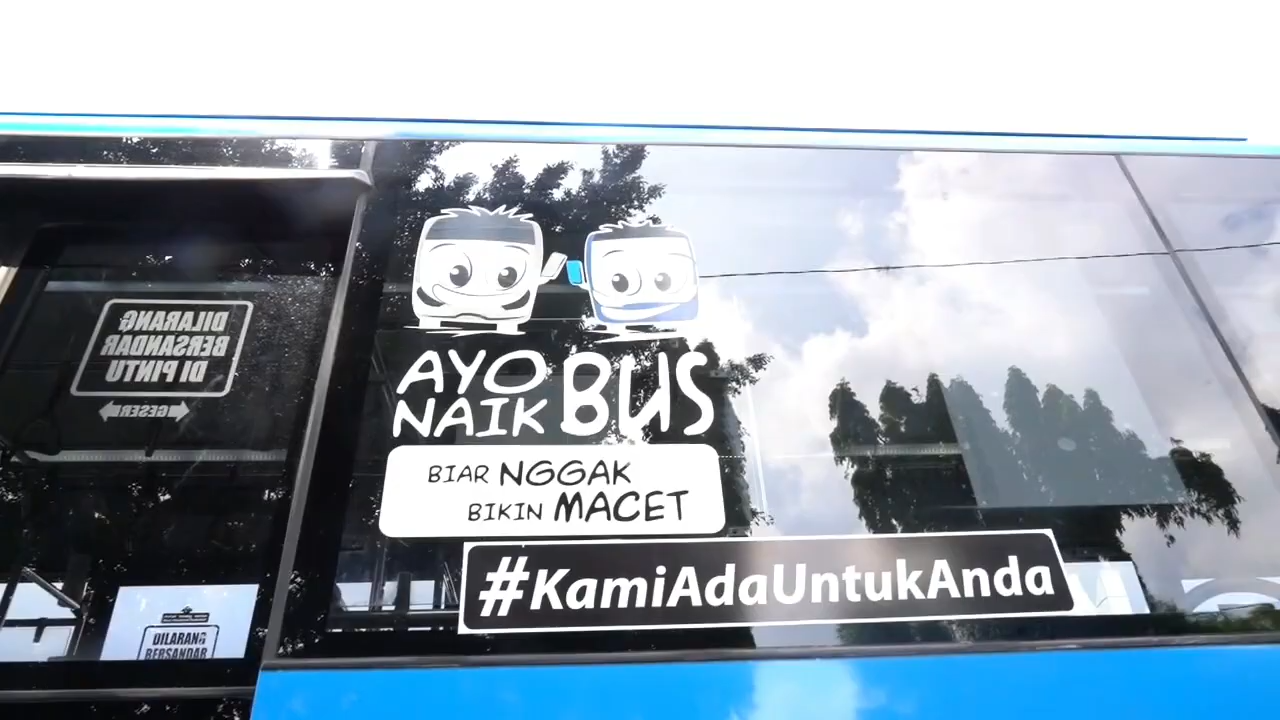 DILARANG
BERSANDAR
DI PINTU
GESER
AYO
NAIK BUS
BIAR NGGAK
BIKIN MACET
#KamiAdaUntukAnda
DILARANG
BERSANDAR